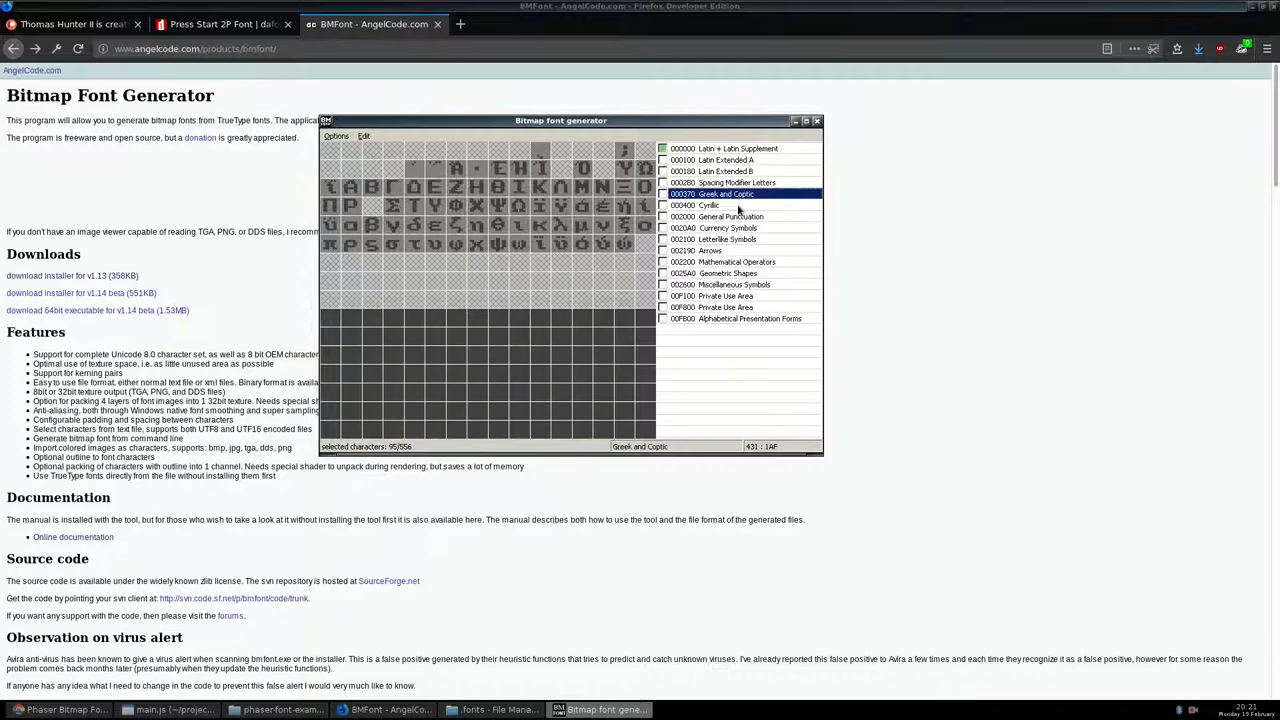 BMFont - AngelCode.com - Firefox Developer Edition
Thomas Hunter II is creat
Press Start 2P Font | dafo
BMFont - AngelCode.com
www.angelcode.com/products/bmfont/
AngelCode.com
Bitmap Font Generator
This program will allow you to generate bitmap fonts from TrueType fonts. The applicat
The program is freeware and open source, but a donation is greatly appreciated.
If you don't have an image viewer capable of reading TGA, PNG, or DDS files, I recomm
Downloads
download installer for v1.13 (358KB)
download installer for v1.14 beta (551KB)
download 64bit executable for v1.14 beta (1.53MB)
Features
Support for complete Unicode 8.0 character set, as well as 8 bit OEM character
Optimal use of texture space, i.e. as little unused area as possible
Support for kerning pairs
Easy to use file format, either normal text file or xml files. Binary format is availa
8bit or 32bit texture output (TGA, PNG, and DDS files)
Option for packing 4 layers of font images into 1 32bit texture. Needs special sh
Anti-aliasing, both through Windows native font smoothing and super sampling
Configurable padding and spacing between characters
Select characters from text file, supports both UTF8 and UTF16 encoded files
Generate bitmap font from command line
Import colored images as characters, supports: bmp, jpg, tga, dds, png
Optional outline to font characters
Optional packing of characters with outline into 1 channel. Needs special shader to unpack during rendering, but saves a lot of memory
Use TrueType fonts directly from the file without installing them first
Documentation
The manual is installed with the tool, but for those who wish to take a look at it without installing the tool first it is also available here. The manual describes both how to use the tool and the file format of the generated files.
Online documentation
Source code
The source code is available under the widely known zlib license. The svn repository is hosted at SourceForge.net
Get the code by pointing your svn client at: http://svn.code.sf.net/p/bmfont/code/trunk.
If you want any support with the code, then please visit the forums.
Observation on virus alert
Avira anti-virus has been known to give a virus alert when scanning bmfont.exe or the installer. This is a false positive generated by their heuristic functions that tries to predict and catch unknown viruses. I've already reported this false positive to Avira a few times and each time they recognize it as a false positive, however for some reason the
problem comes back months later (presumably when they update the heuristic functions).
If anyone has any idea what I need to change in the code to prevent this false alert I would very much like to know.
BM
Bitmap font generator
Options Edit
;
΄ ΅ Ά · Έ Ή Ί Ό Ύ Ώ
ΐ Α Β Γ Δ Ε Ζ Η Θ Ι Κ Λ Μ Ν Ξ Ο
Π Ρ Σ Τ Υ Φ Χ Ψ Ω Ϊ Ϋ ά έ ή ί
ΰ α β γ δ ε ζ η θ ι κ λ μ ν ξ ο
π ρ ς σ τ υ φ χ ψ ω ϊ ϋ ό ύ ώ
000000 Latin + Latin Supplement
000100 Latin Extended A
000180 Latin Extended B
0002B0 Spacing Modifier Letters
000370 Greek and Coptic
000400 Cyrillic
002000 General Punctuation
0020A0 Currency Symbols
002100 Letterlike Symbols
002190 Arrows
002200 Mathematical Operators
0025A0 Geometric Shapes
002600 Miscellaneous Symbols
00F100 Private Use Area
00F800 Private Use Area
00FB00 Alphabetical Presentation Forms
selected characters: 95/556
Greek and Coptic
431 : 1AF
Phaser Bitmap Fo...
main.js (~/projec...
phaser-font-exam...
BMFont - AngelCo...
.fonts - File Mana...
BM FONT
Bitmap font gene...
20:21
Monday 19 February